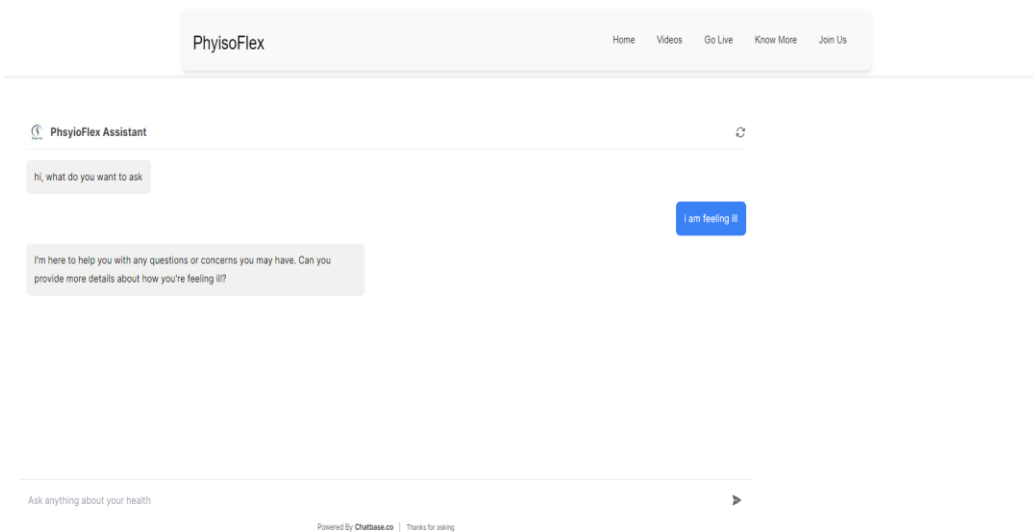 PhyisoFlex
Home Videos Go Live Know More Join Us
PhsyioFlex Assistant
hi, what do you want to ask
i am feeling ill
I'm here to help you with any questions or concerns you may have. Can you
provide more details about how you're feeling ill?
Ask anything about your health
Powered By Chatbase.co | Thanks for asking